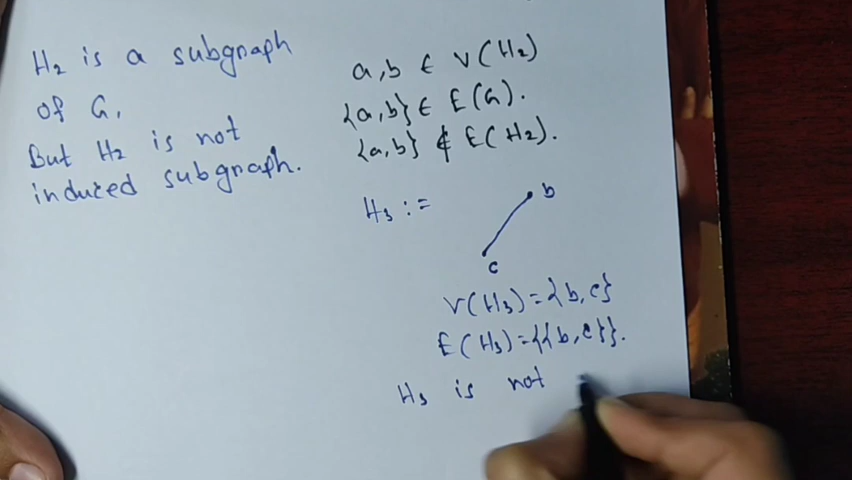 H₂ is a subgraph
of G,
But H₂ is not
induced subgraph.
a,b ∈ V(H₂)
{a,b} ∈ E(G).
{a,b} ∉ E(H₂).
H₃ :=
b
c
V(H₃)={b,c}
E(H₃)={{b,c}}.
H₃ is not